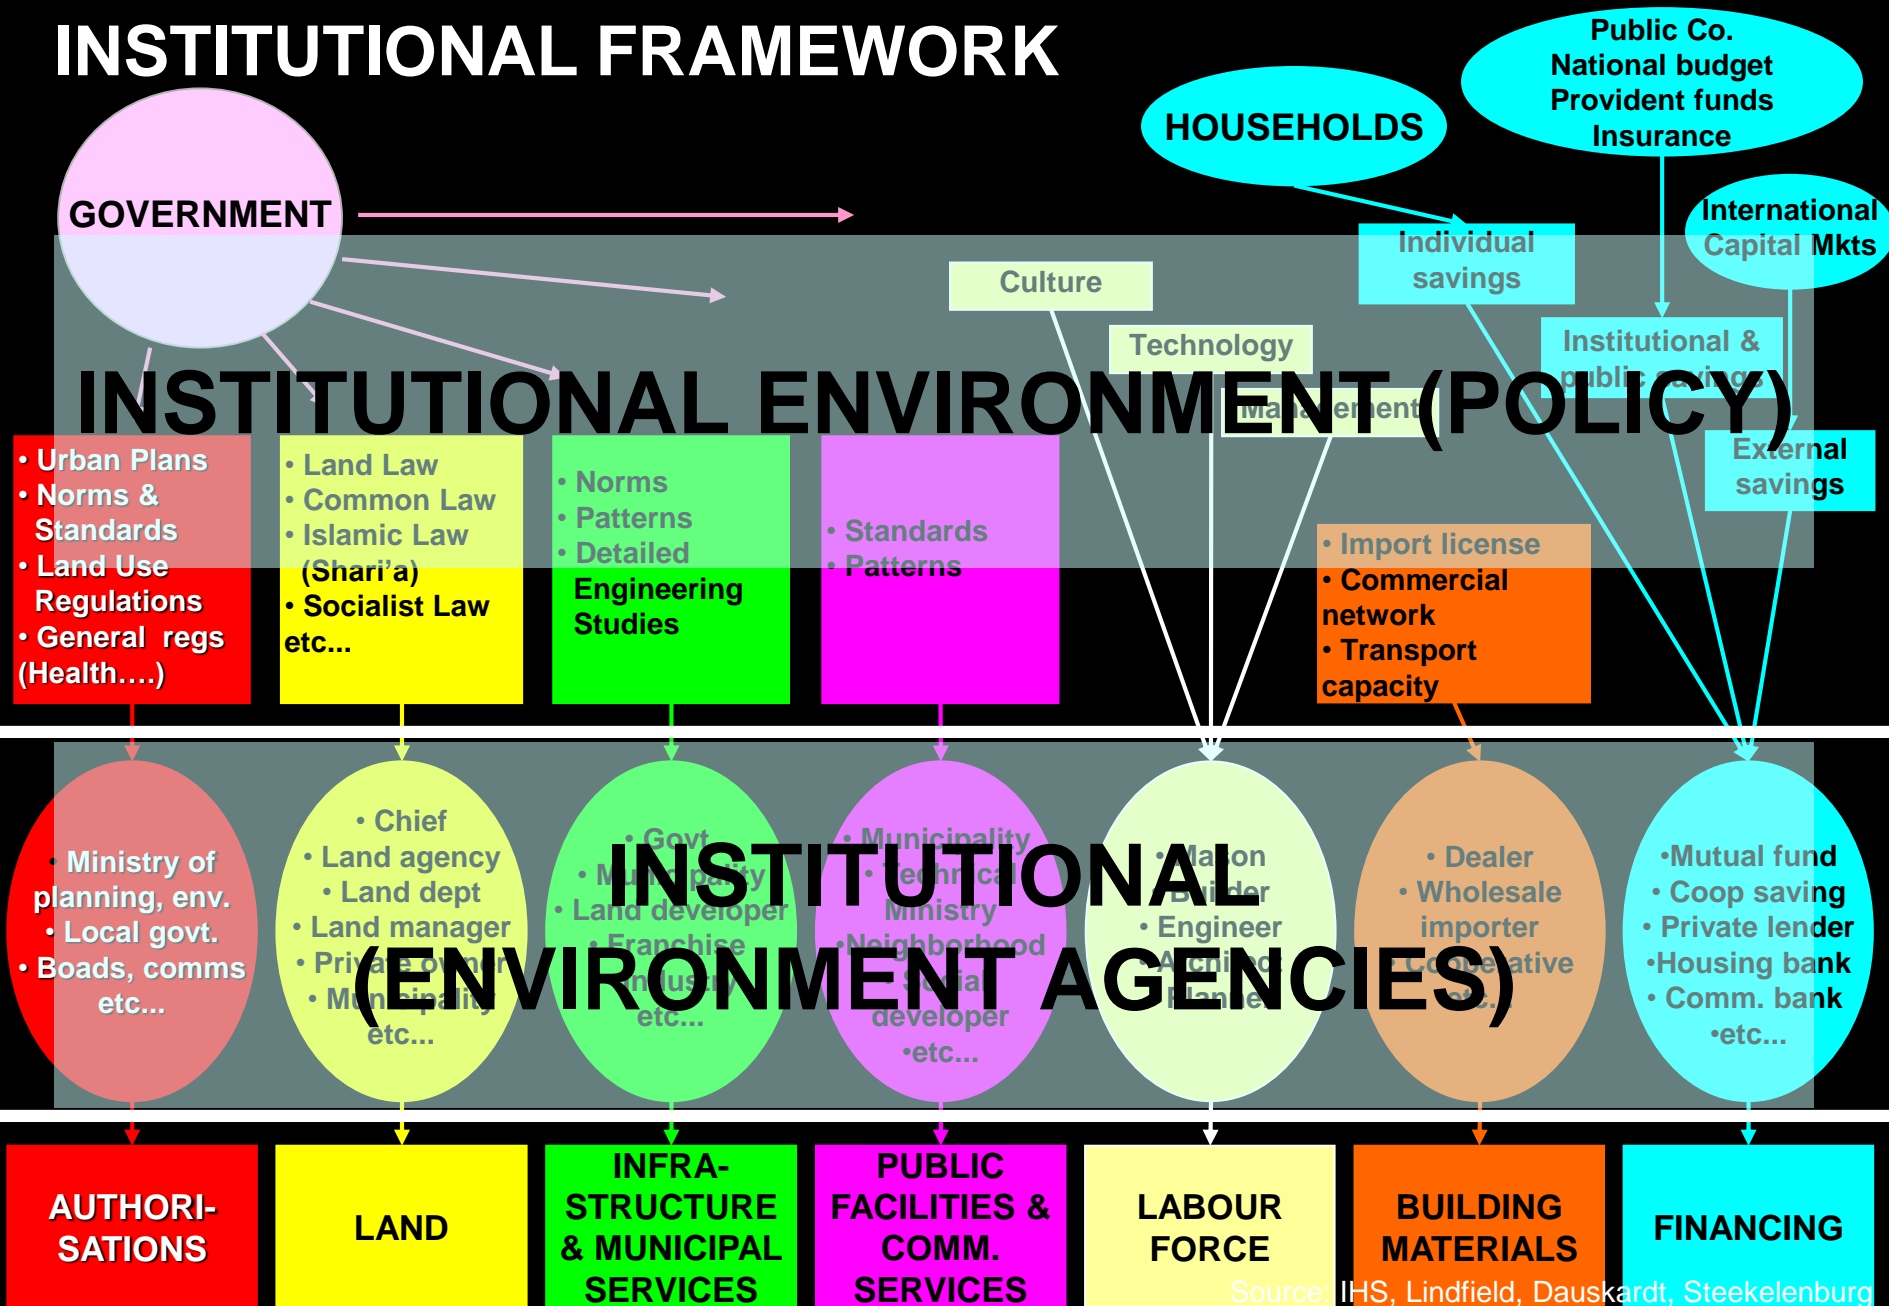 INSTITUTIONAL FRAMEWORK
Public Co.
National budget
Provident funds
Insurance
HOUSEHOLDS
GOVERNMENT
International
Capital Mkts
Individual
savings
Culture
Technology
Institutional &
public savings
Management
INSTITUTIONAL ENVIRONMENT (POLICY)
External
savings
• Urban Plans
• Norms &
Standards
• Land Use
Regulations
• General regs
(Health....)
• Land Law
• Common Law
• Islamic Law
(Shari'a)
• Socialist Law
etc...
• Norms
• Patterns
• Detailed
Engineering
Studies
• Standards
• Patterns
• Import license
• Commercial
network
• Transport
capacity
• Ministry of
planning, env.
• Local govt.
• Boads, comms
etc...
• Chief
• Land agency
• Land dept
• Land manager
• Private owner
• Municipality
etc...
• Govt
• Municipality
• Land developer
• Franchise
industry
etc...
• Municipality
• Technical
Ministry
•Neighborhood
• Social
developer
•etc...
• Mason
• Builder
• Engineer
• Architect
• Planner
• Dealer
• Wholesale
importer
• Cooperative
etc.
•Mutual fund
• Coop saving
• Private lender
•Housing bank
• Comm. bank
•etc...
INSTITUTIONAL
(ENVIRONMENT AGENCIES)
AUTHORI-
SATIONS
LAND
INFRA-
STRUCTURE
& MUNICIPAL
SERVICES
PUBLIC
FACILITIES &
COMM.
SERVICES
LABOUR
FORCE
BUILDING
MATERIALS
FINANCING
Source: IHS, Lindfield, Dauskardt, Steekelenburg